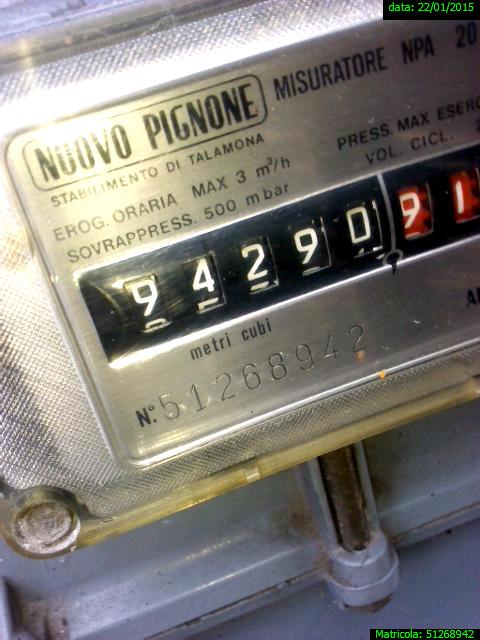 data: 22/01/2015
MISURATORE NPA 20
NUOVO PIGNONE
STABILIMENTO DI TALAMONA
PRESS. MAX
VOL. CICL.
EROG. ORARIA MAX 3 m³/h
SOVRAPPRESS. 500 mbar
94290 91
metri cubi
N° 51268942
Matricola: 51268942